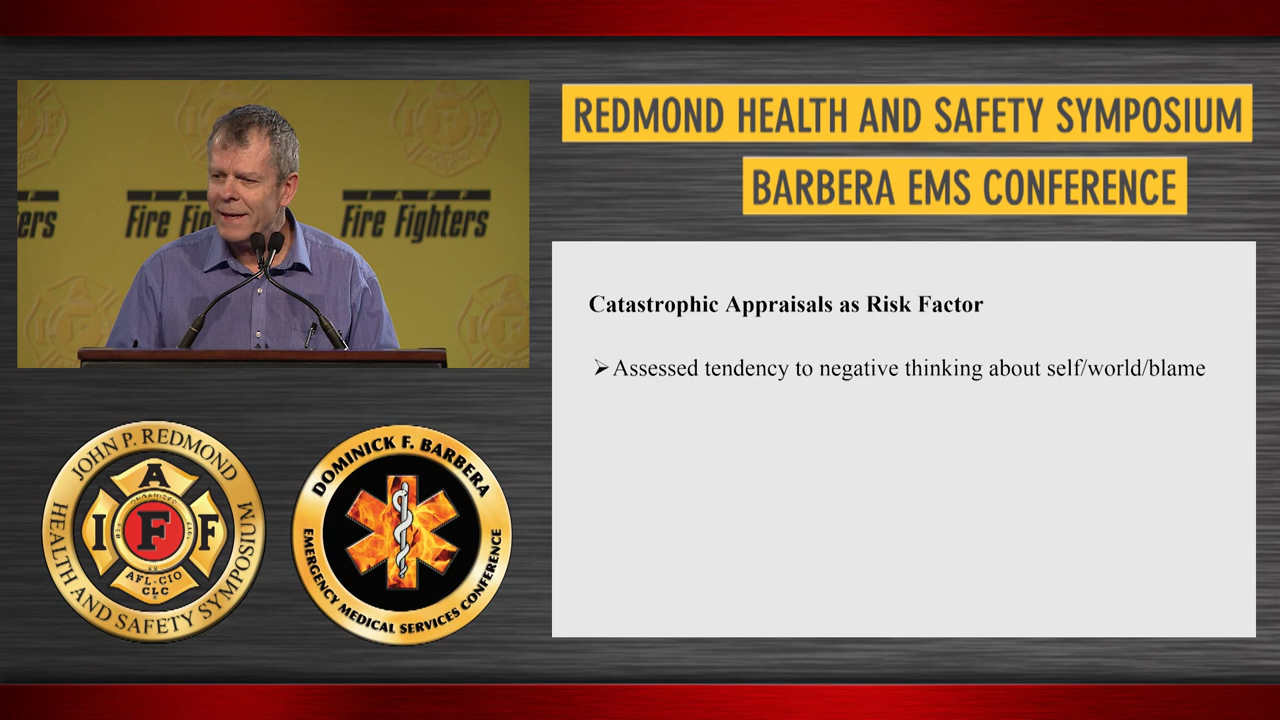 REDMOND HEALTH AND SAFETY SYMPOSIUM
BARBERA EMS CONFERENCE
IAFF
Fire Fighters
Catastrophic Appraisals as Risk Factor
➢Assessed tendency to negative thinking about self/world/blame
JOHN P. REDMOND
HEALTH AND SAFETY SYMPOSIUM
I A F F
AFL-CIO
CLC
DOMINICK F. BARBERA
EMERGENCY MEDICAL SERVICES CONFERENCE